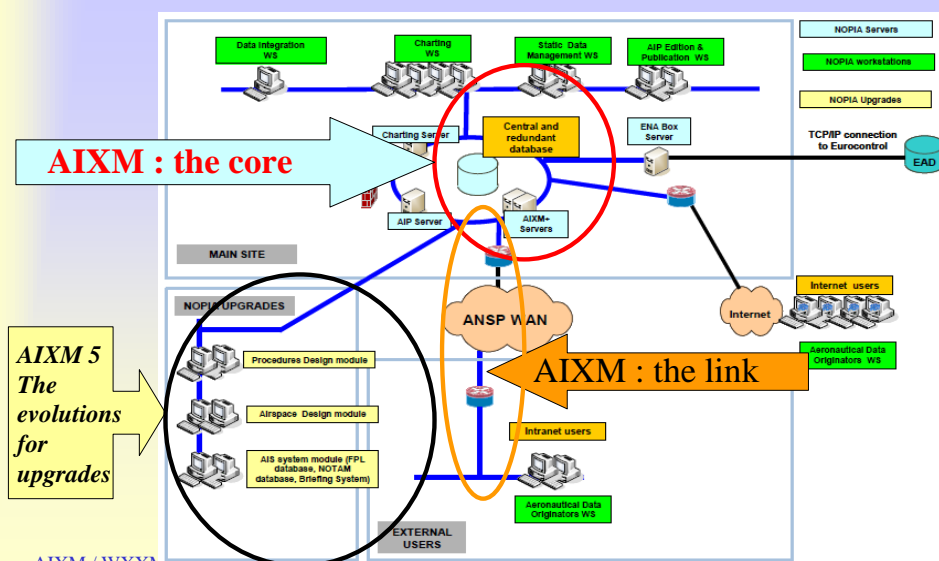 Data Integration
WS
Charting
WS
Static Data
Management WS
AIP Edition &
Publication WS
NOPIA Servers
NOPIA workstations
NOPIA Upgrades
Charting Server
Central and
redundant
database
ENA Box
Server
TCP/IP connection
to Eurocontrol
EAD
AIXM : the core
AIP Server
AIXM+
Servers
MAIN SITE
NOPIA UPGRADES
ANSP WAN
Internet
Internet users
Aeronautical Data
Originators WS
AIXM 5
The
evolutions
for
upgrades
Procedures Design module
Airspace Design module
AIS system module (FPL
database, NOTAM
database, Briefing System)
AIXM : the link
Intranet users
Aeronautical Data
Originators WS
EXTERNAL
USERS